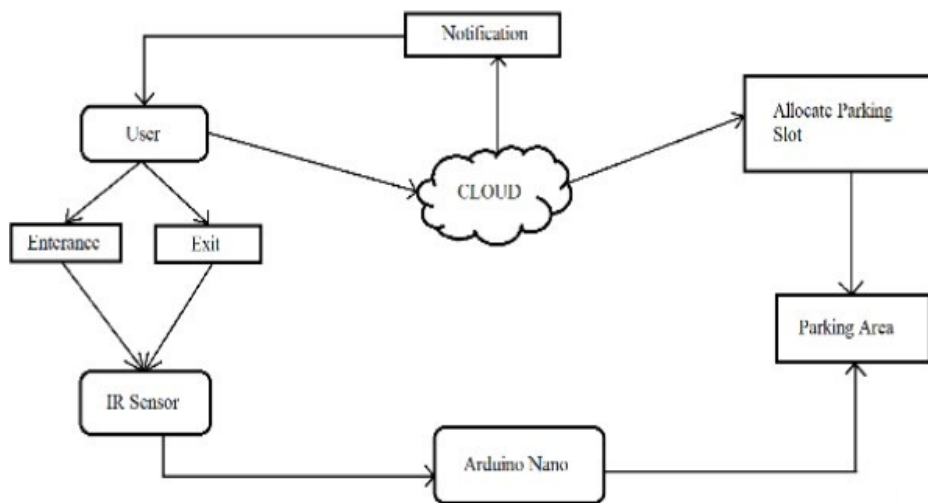 Notification
Allocate Parking
Slot
User
CLOUD
Enterance
Exit
Parking Area
IR Sensor
Arduino Nano